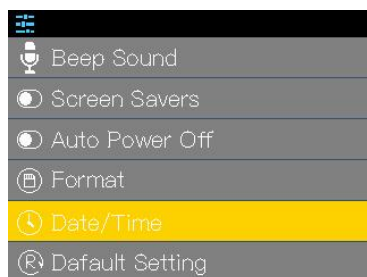 Beep Sound
Screen Savers
Auto Power Off
Format
Date/Time
Dafault Setting